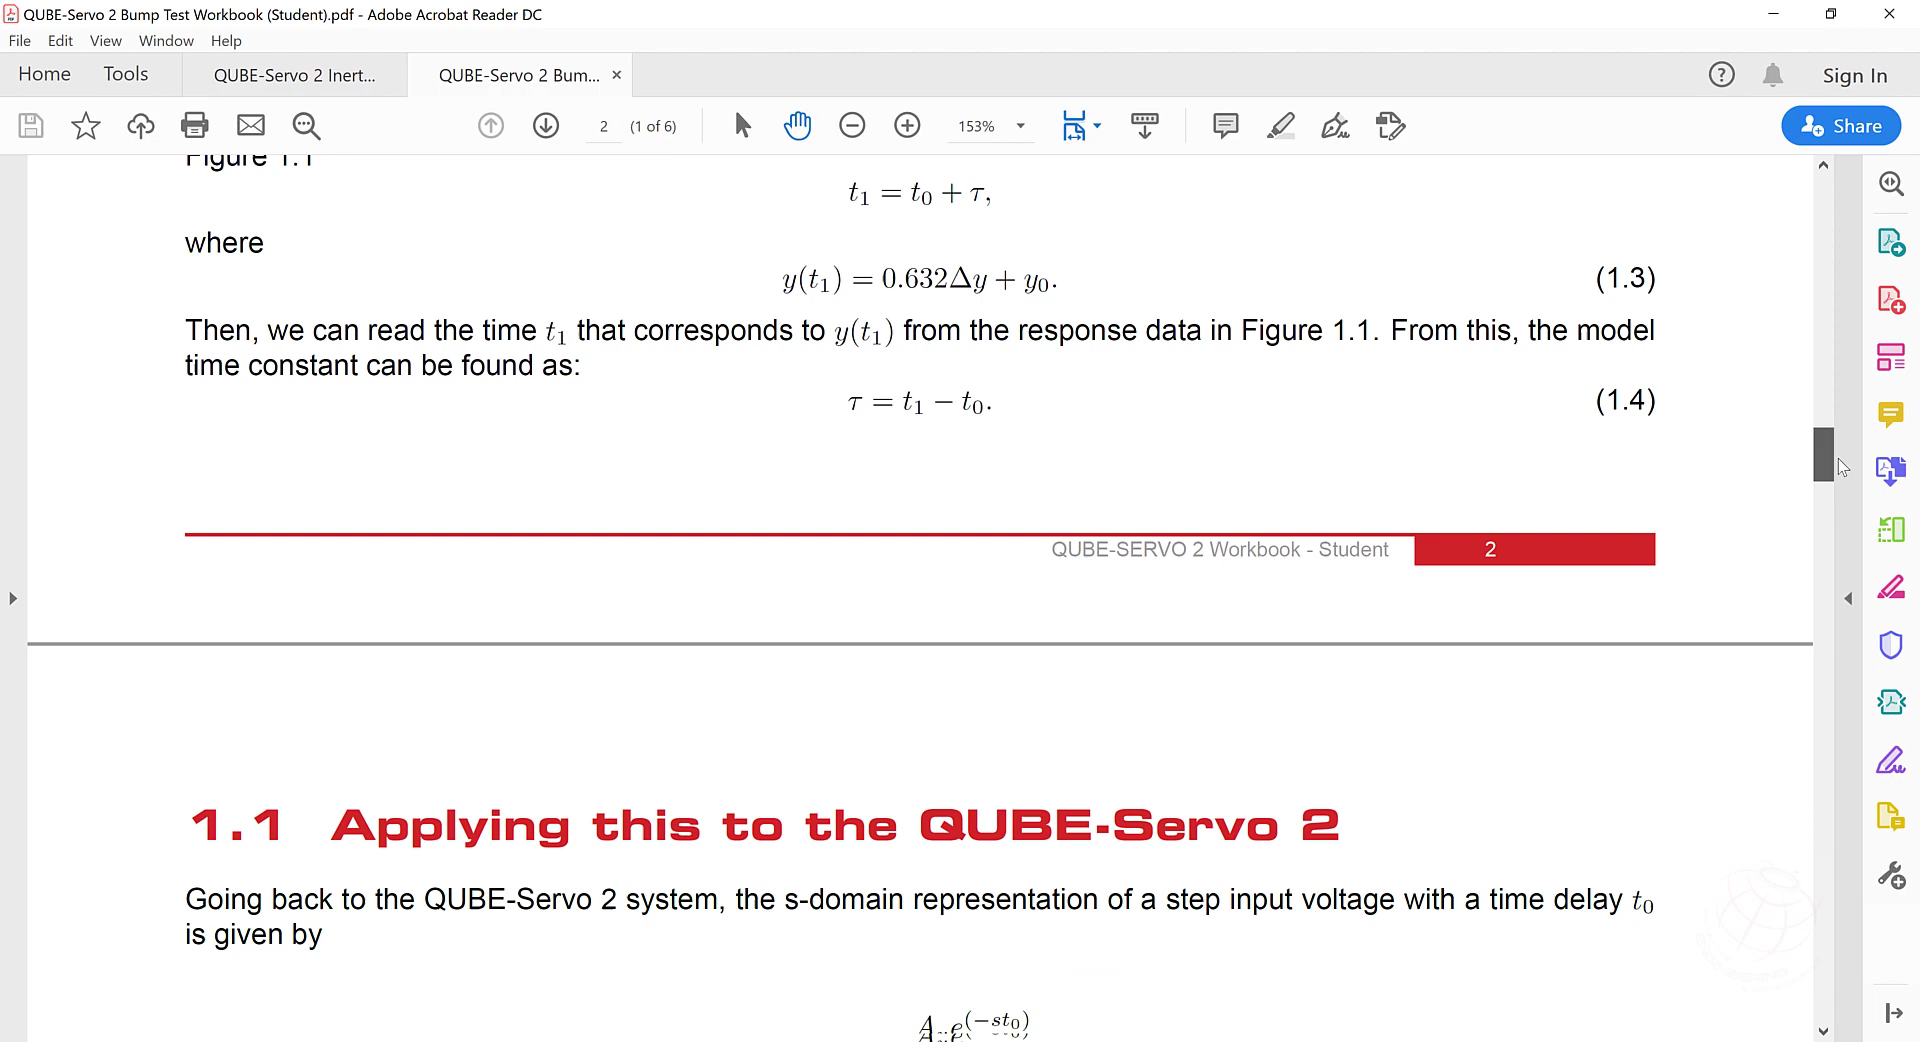 QUBE-Servo 2 Bump Test Workbook (Student).pdf - Adobe Acrobat Reader DC
File Edit View Window Help
Home Tools QUBE-Servo 2 Inert... QUBE-Servo 2 Bum... × Sign In
2 (1 of 6) 153% Share
Figure 1.1
t₁ = t₀ + τ,
where
y(t₁) = 0.632Δy + y₀. (1.3)
Then, we can read the time t₁ that corresponds to y(t₁) from the response data in Figure 1.1. From this, the model
time constant can be found as:
τ = t₁ − t₀. (1.4)
QUBE-SERVO 2 Workbook - Student 2
1.1 Applying this to the QUBE-Servo 2
Going back to the QUBE-Servo 2 system, the s-domain representation of a step input voltage with a time delay t₀
is given by